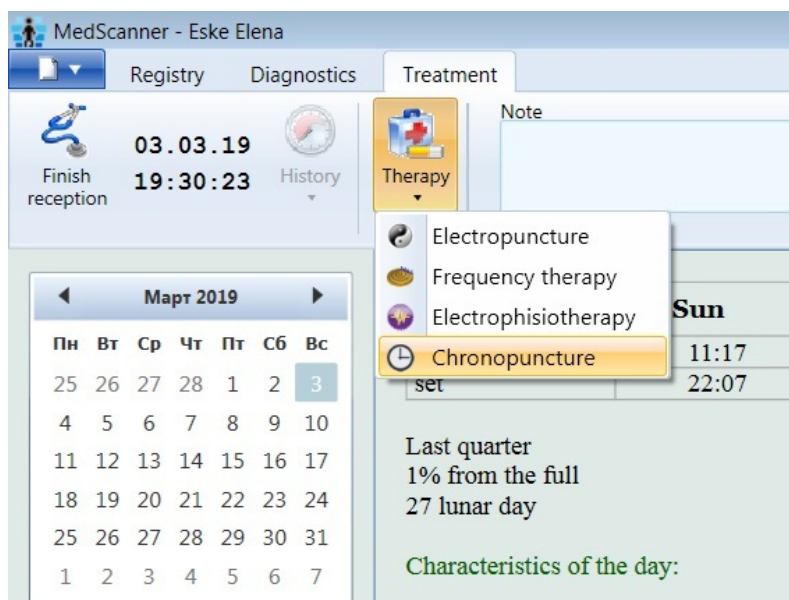 MedScanner - Eske Elena
Registry Diagnostics Treatment
Finish reception
03.03.19
19:30:23
History
Therapy
Note
Electropuncture
Frequency therapy
Electrophisiotherapy
Chronopuncture
Март 2019
Пн Вт Ср Чт Пт Сб Вс
25 26 27 28 1 2 3
4 5 6 7 8 9 10
11 12 13 14 15 16 17
18 19 20 21 22 23 24
25 26 27 28 29 30 31
1 2 3 4 5 6 7
Sun
11:17
set 22:07
Last quarter
1% from the full
27 lunar day
Characteristics of the day: